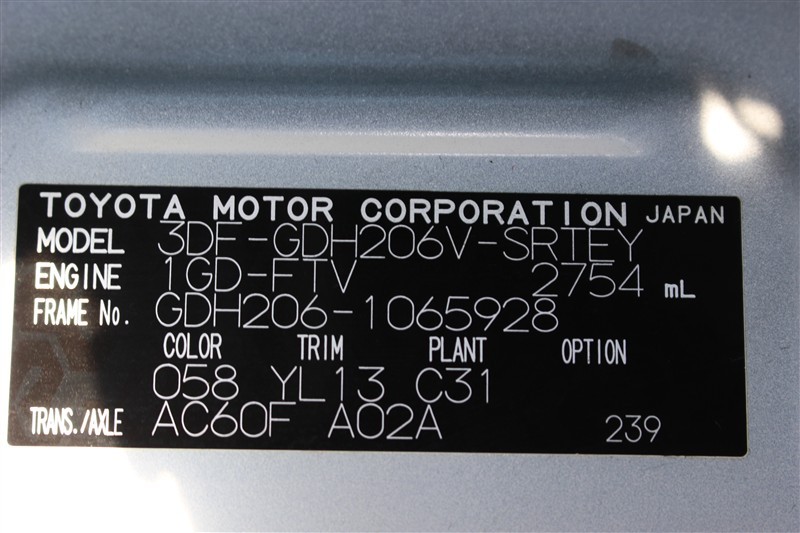 TOYOTA MOTOR CORPORATION JAPAN
MODEL 3DF-GDH206V-SRTEY
ENGINE 1GD-FTV 2754 mL
FRAME No. GDH206-1065928
COLOR TRIM PLANT OPTION
058 YL13 C31
TRANS./AXLE AC60F A02A 239